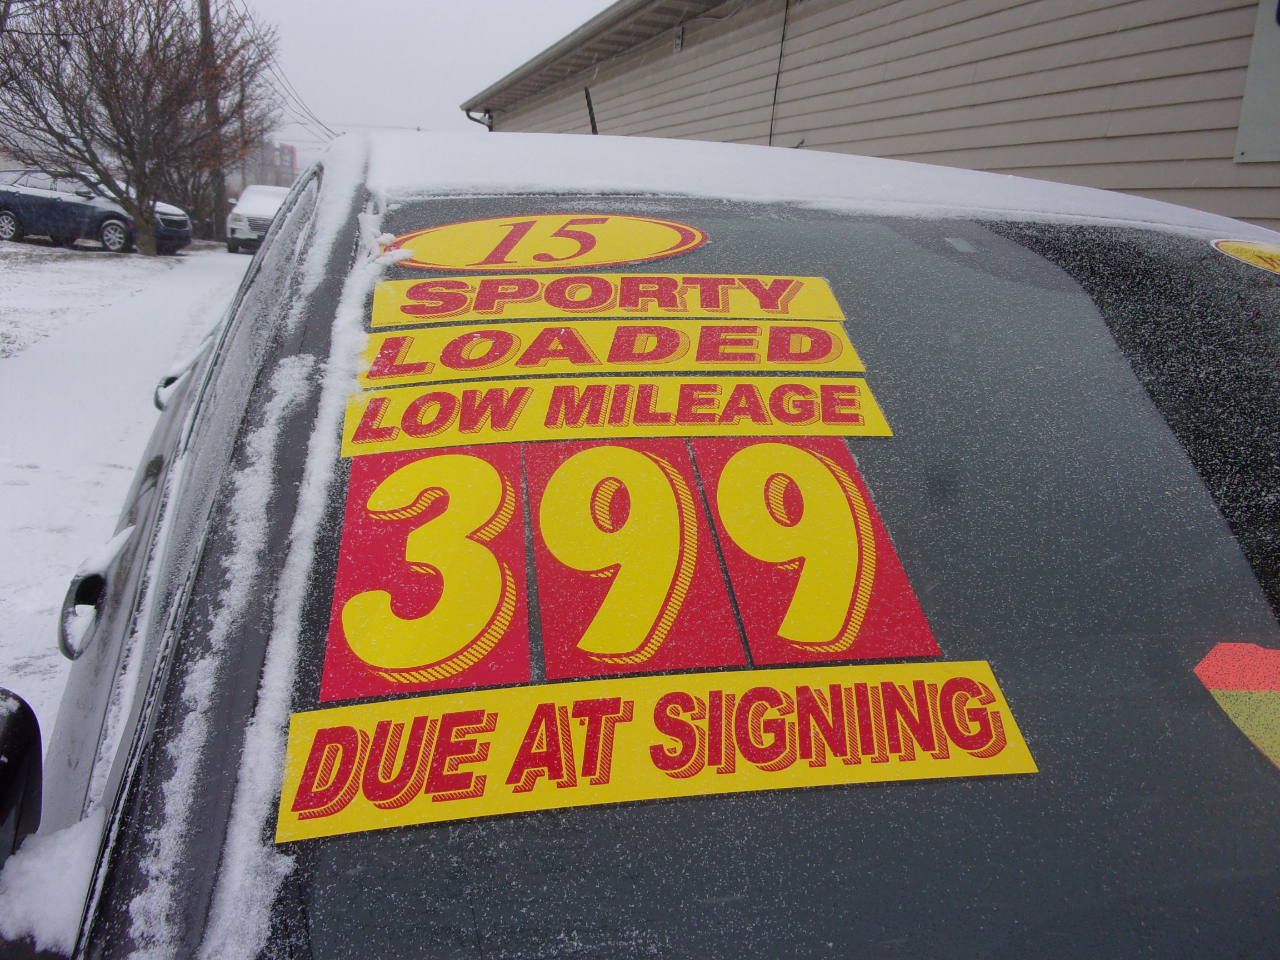 15
SPORTY
LOADED
LOW MILEAGE
399
DUE AT SIGNING